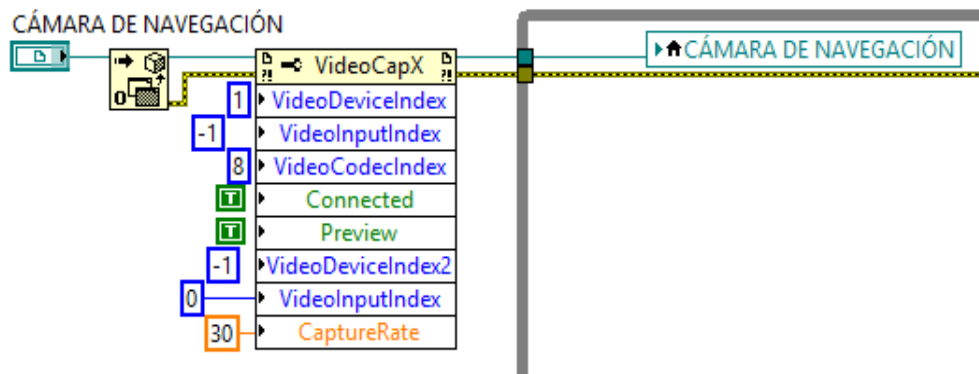 CÁMARA DE NAVEGACIÓN
CÁMARA DE NAVEGACIÓN
VideoCapX
1 VideoDeviceIndex
-1 VideoInputIndex
8 VideoCodecIndex
T Connected
T Preview
-1 VideoDeviceIndex2
0 VideoInputIndex
30 CaptureRate